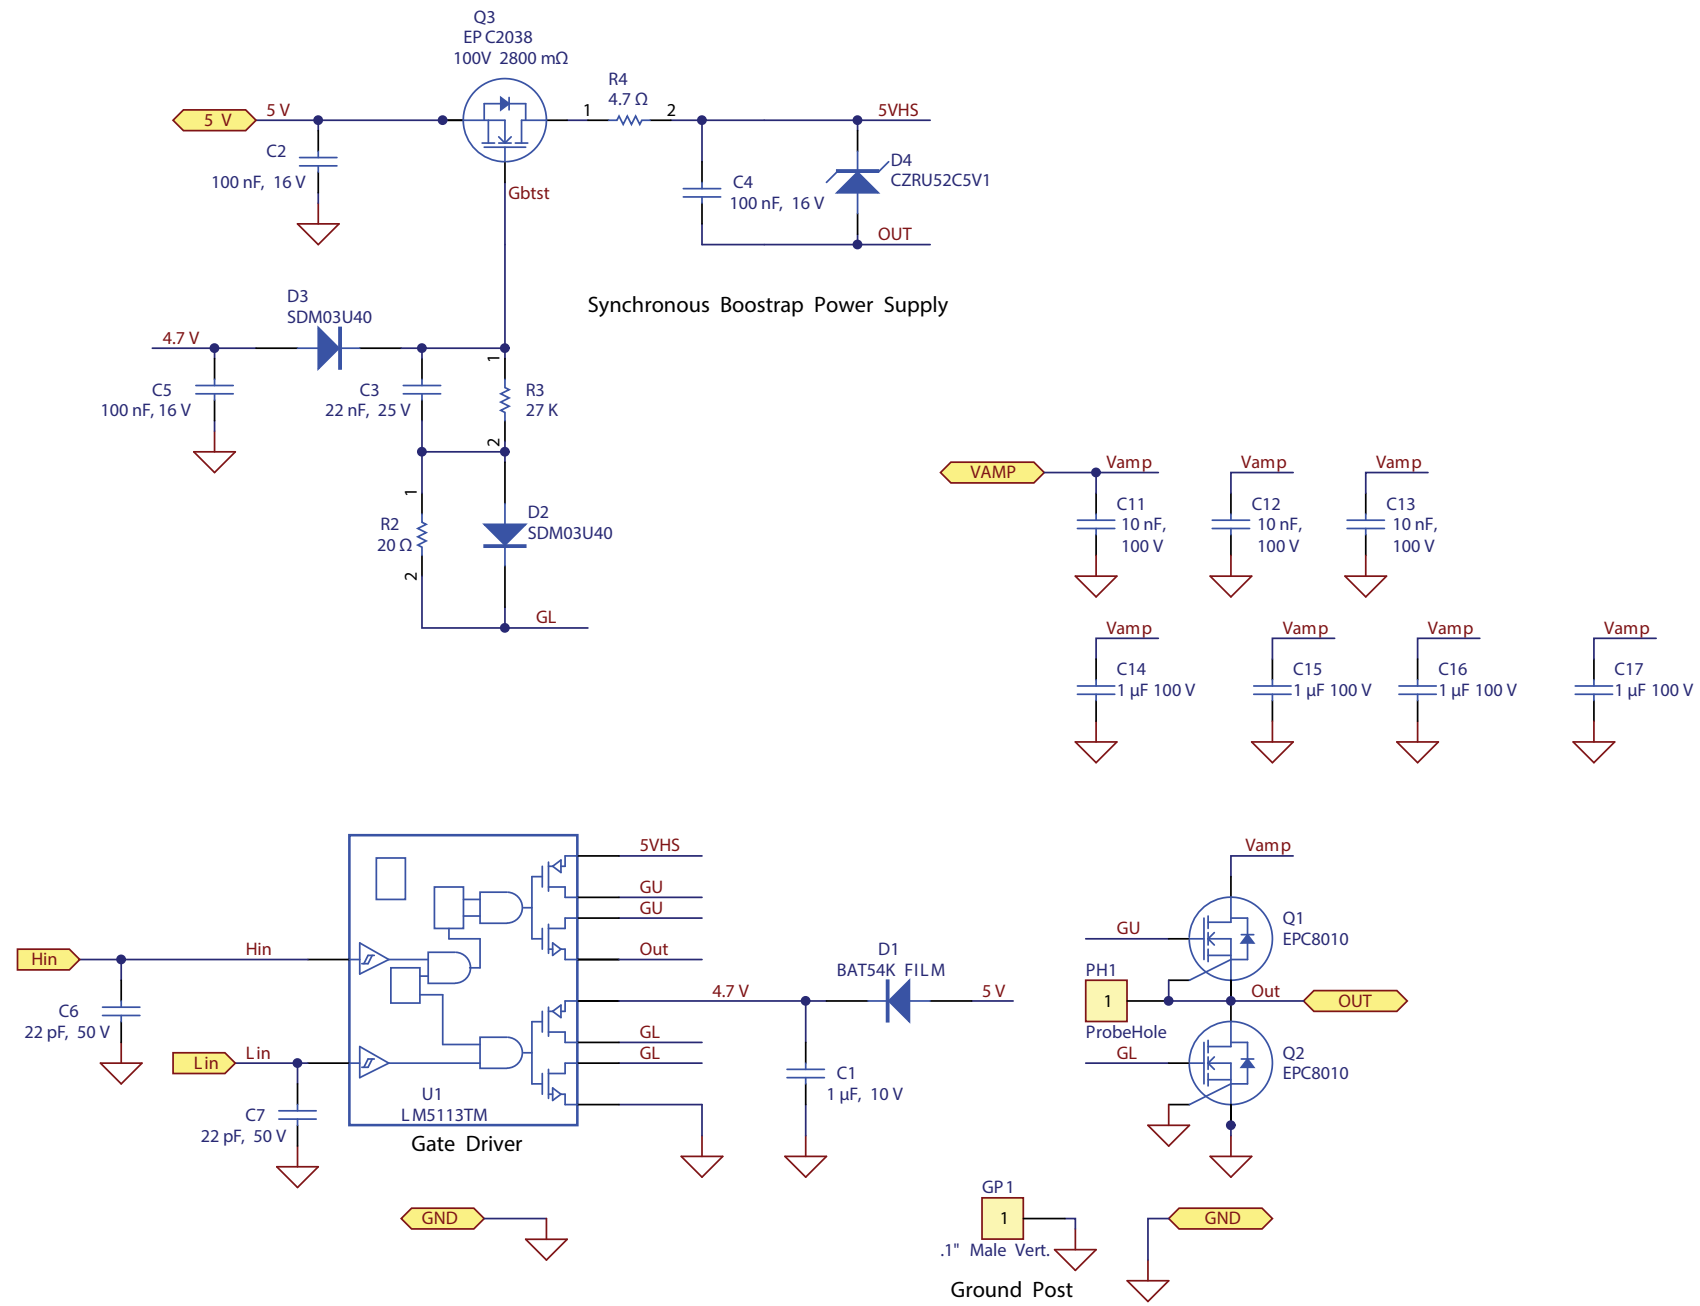 Q3
EPC2038
100V 2800 mΩ
R4
4.7 Ω
5 V
5 V
1
2
5VHS
C2
100 nF, 16 V
Gbtst
C4
100 nF, 16 V
D4
CZRU52C5V1
OUT
Synchronous Boostrap Power Supply
D3
SDM03U40
4.7 V
C5
100 nF, 16 V
C3
22 nF, 25 V
1
R3
27 K
2
1
R2
20 Ω
2
D2
SDM03U40
GL
VAMP
Vamp
C11
10 nF,
100 V
Vamp
C12
10 nF,
100 V
Vamp
C13
10 nF,
100 V
Vamp
C14
1 µF 100 V
Vamp
C15
1 µF 100 V
Vamp
C16
1 µF 100 V
Vamp
C17
1 µF 100 V
5VHS
GU
GU
Out
4.7 V
GL
GL
Hin
Hin
C6
22 pF, 50 V
Lin
Lin
C7
22 pF, 50 V
U1
LM5113TM
Gate Driver
D1
BAT54K FILM
5 V
C1
1 µF, 10 V
Vamp
GU
Q1
EPC8010
PH1
1
ProbeHole
Out
OUT
GL
Q2
EPC8010
GND
GP1
1
.1" Male Vert.
Ground Post
GND